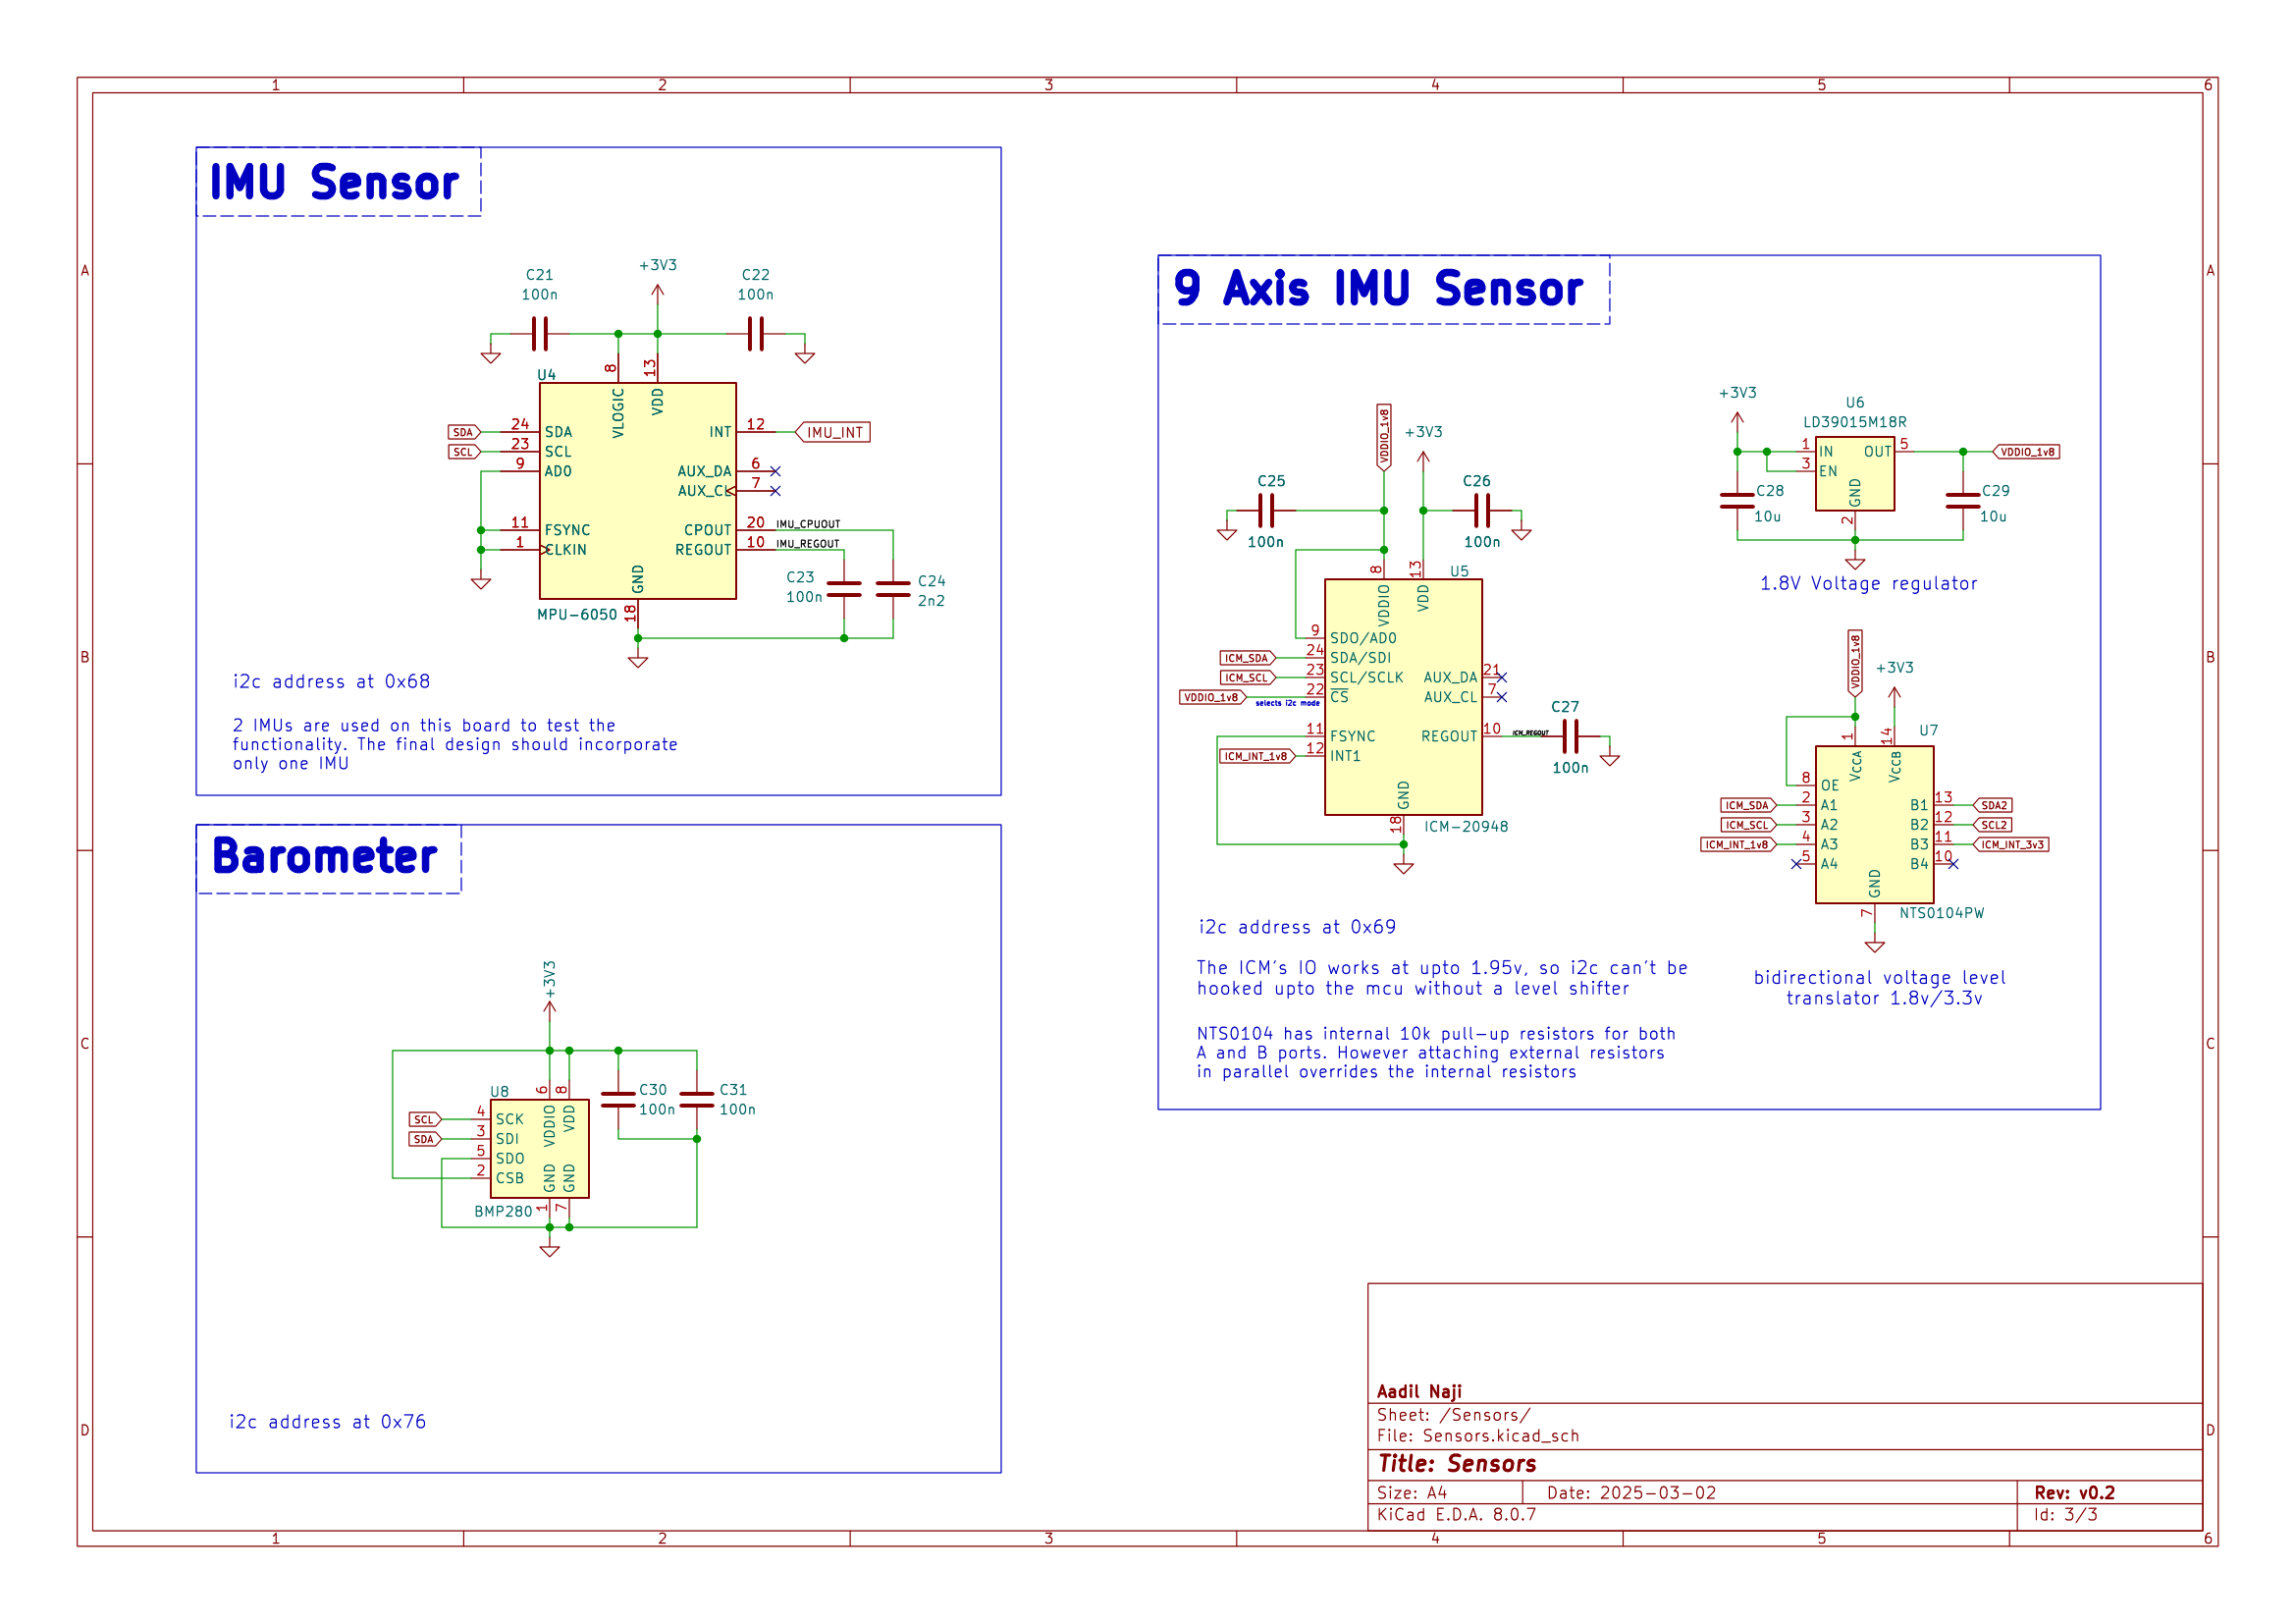 1 2 3 4 5 6
A
B
C
D
IMU Sensor
C21
100n
+3V3
C22
100n
U4
8
13
VLOGIC
VDD
SDA 24 SDA
SCL 23 SCL
9 AD0
11 FSYNC
1 CLKIN
INT 12 IMU_INT
AUX_DA 6
AUX_CL 7
CPOUT 20 IMU_CPUOUT
REGOUT 10 IMU_REGOUT
GND
18
MPU-6050
C23
100n
C24
2n2
i2c address at 0x68
2 IMUs are used on this board to test the
functionality. The final design should incorporate
only one IMU
Barometer
+3V3
U8
6
8
VDDIO
VDD
SCL 4 SCK
SDA 3 SDI
5 SDO
2 CSB
GND
GND
1
7
BMP280
C30
100n
C31
100n
i2c address at 0x76
9 Axis IMU Sensor
VDDIO_1v8
+3V3
C25
100n
C26
100n
U5
8
13
VDDIO
VDD
9 SDO/AD0
ICM_SDA 24 SDA/SDI
ICM_SCL 23 SCL/SCLK
VDDIO_1v8 22 CS
selects i2c mode
11 FSYNC
ICM_INT_1v8 12 INT1
AUX_DA 21
AUX_CL 7
REGOUT 10 ICM_REGOUT
C27
100n
GND
18
ICM-20948
+3V3
U6
LD39015M18R
1 IN
3 EN
OUT 5 VDDIO_1v8
GND
2
C28
10u
C29
10u
1.8V Voltage regulator
VDDIO_1v8
+3V3
U7
1
14
VCCA
VCCB
8 OE
ICM_SDA 2 A1
ICM_SCL 3 A2
ICM_INT_1v8 4 A3
5 A4
B1 13 SDA2
B2 12 SCL2
B3 11 ICM_INT_3v3
B4 10
GND
7
NTS0104PW
bidirectional voltage level
translator 1.8v/3.3v
i2c address at 0x69
The ICM's IO works at upto 1.95v, so i2c can't be
hooked upto the mcu without a level shifter
NTS0104 has internal 10k pull-up resistors for both
A and B ports. However attaching external resistors
in parallel overrides the internal resistors
A
B
C
D
Aadil Naji
Sheet: /Sensors/
File: Sensors.kicad_sch
Title: Sensors
Size: A4 Date: 2025-03-02 Rev: v0.2
KiCad E.D.A. 8.0.7 Id: 3/3
1 2 3 4 5 6